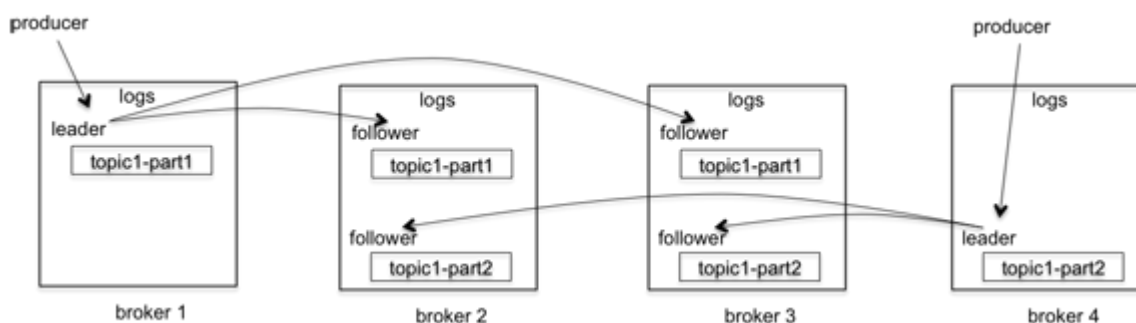 producer
producer
logs
leader
topic1-part1
broker 1
logs
follower
topic1-part1
follower
topic1-part2
broker 2
logs
follower
topic1-part1
follower
topic1-part2
broker 3
logs
leader
topic1-part2
broker 4